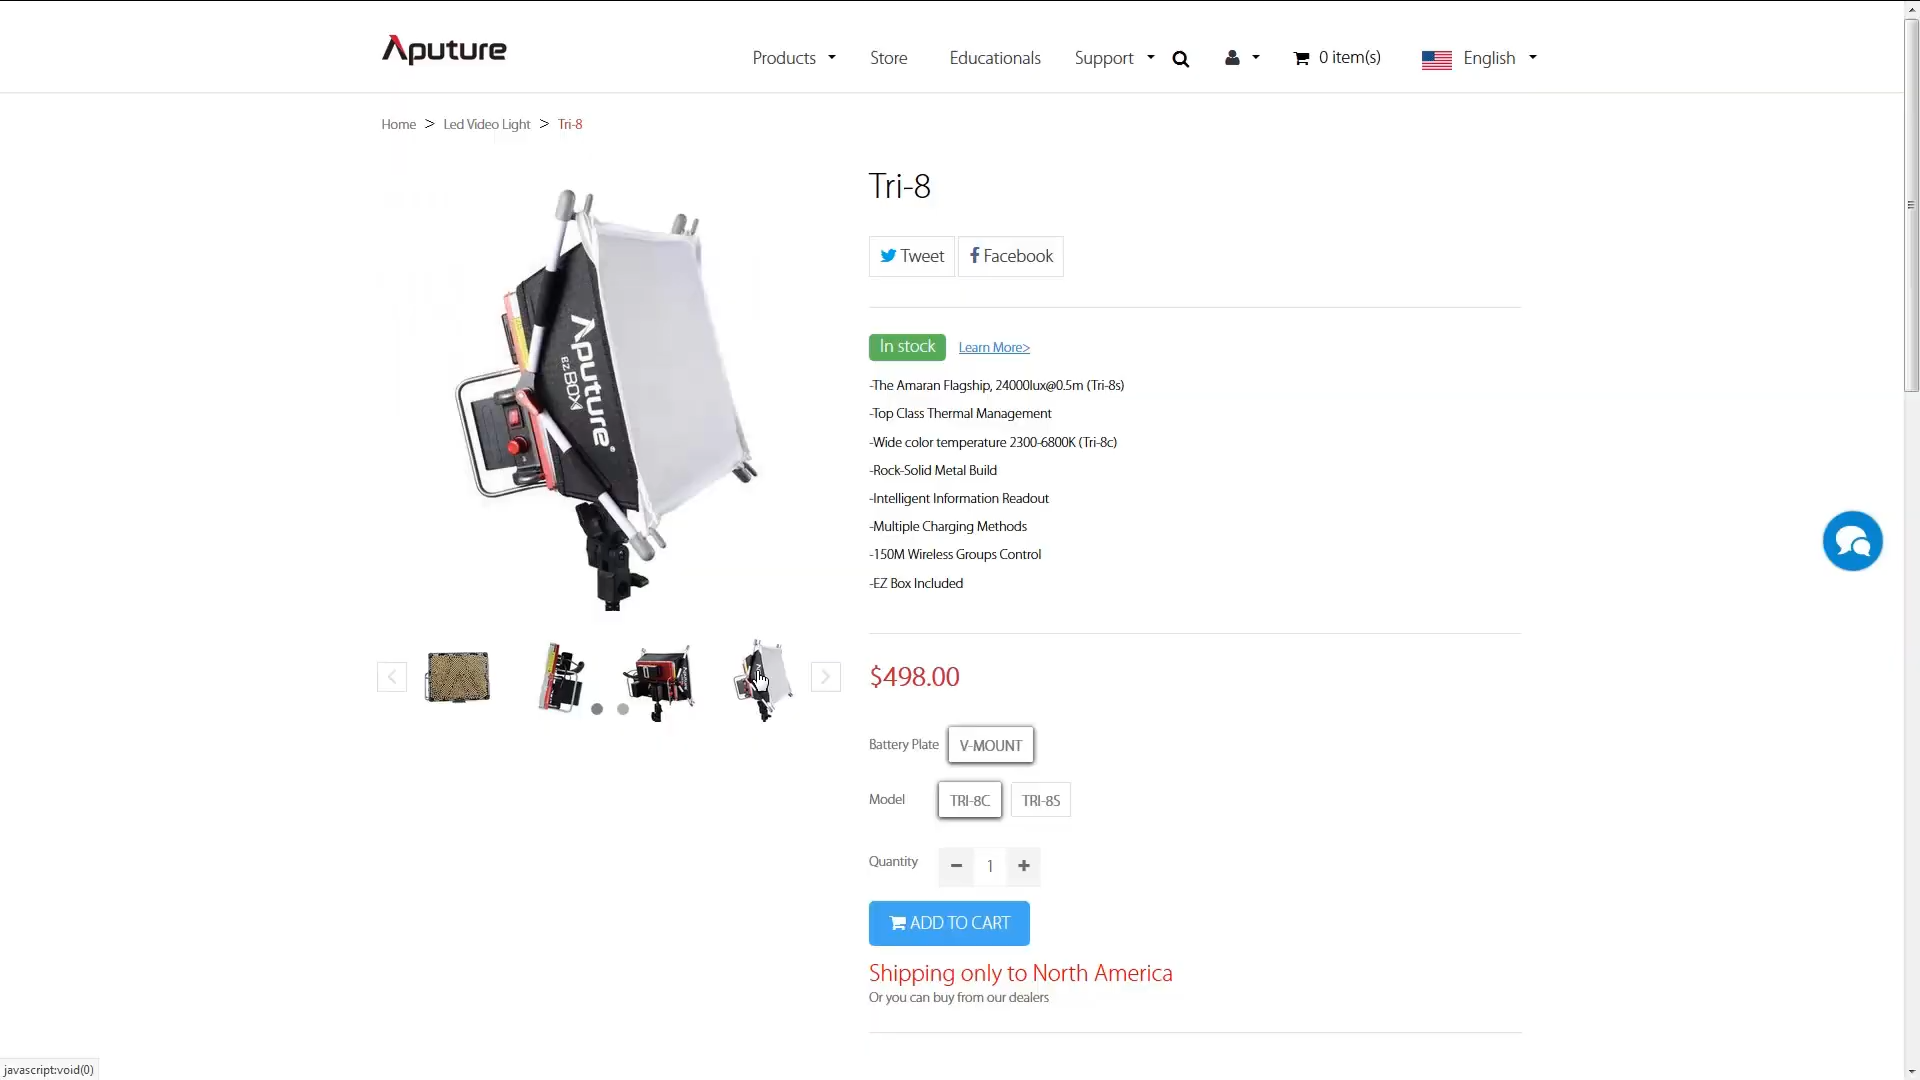 Aputure
Products
Store
Educationals
Support
0 item(s)
English
Home > Led Video Light > Tri-8
Tri-8
Tweet
Facebook
Aputure
EZ BOX
In stock
Learn More>
-The Amaran Flagship, 24000lux@0.5m (Tri-8s)
-Top Class Thermal Management
-Wide color temperature 2300-6800K (Tri-8c)
-Rock-Solid Metal Build
-Intelligent Information Readout
-Multiple Charging Methods
-150M Wireless Groups Control
-EZ Box Included
$498.00
Battery Plate V-MOUNT
Model TRI-8C TRI-8S
Quantity - 1 +
ADD TO CART
Shipping only to North America
Or you can buy from our dealers
javascript:void(0)